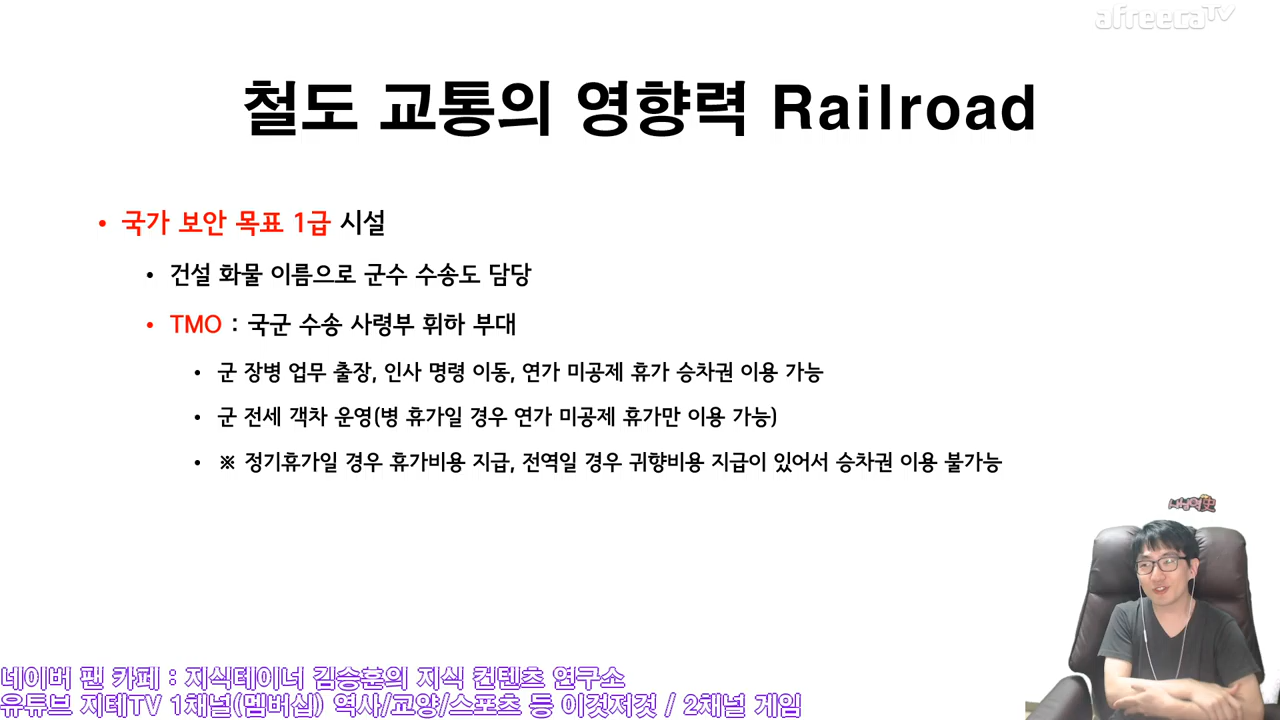 afreecaTV
철도 교통의 영향력 Railroad
• 국가 보안 목표 1급 시설
• 건설 화물 이름으로 군수 수송도 담당
• TMO : 국군 수송 사령부 휘하 부대
• 군 장병 업무 출장, 인사 명령 이동, 연가 미공제 휴가 승차권 이용 가능
• 군 전세 객차 운영(병 휴가일 경우 연가 미공제 휴가만 이용 가능)
• ※ 정기휴가일 경우 휴가비용 지급, 전역일 경우 귀향비용 지급이 있어서 승차권 이용 불가능
네이버 팬 카페 : 지식테이너 김승훈의 지식 컨텐츠 연구소
유튜브 지테TV 1채널(멤버십) 역사/교양/스포츠 등 이것저것 / 2채널 게임